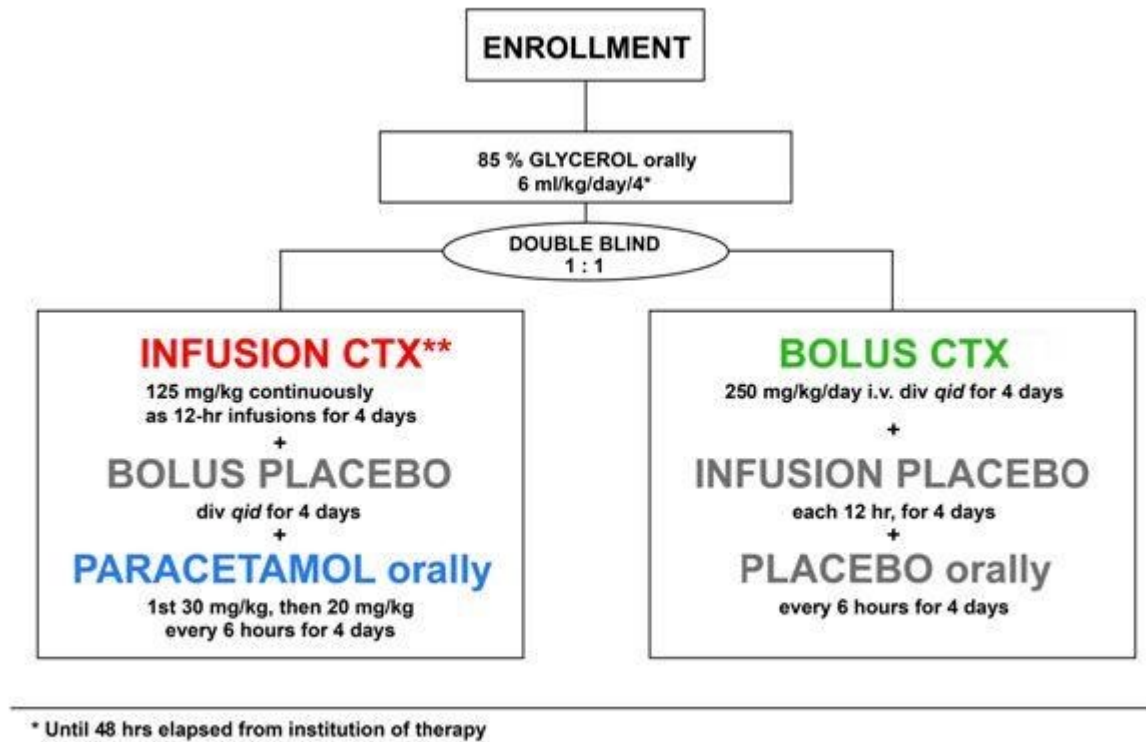 ENROLLMENT
85 % GLYCEROL orally
6 ml/kg/day/4*
DOUBLE BLIND
1 : 1
INFUSION CTX**
125 mg/kg continuously
as 12-hr infusions for 4 days
+
BOLUS PLACEBO
div qid for 4 days
+
PARACETAMOL orally
1st 30 mg/kg, then 20 mg/kg
every 6 hours for 4 days
BOLUS CTX
250 mg/kg/day i.v. div qid for 4 days
+
INFUSION PLACEBO
each 12 hr, for 4 days
+
PLACEBO orally
every 6 hours for 4 days
* Until 48 hrs elapsed from institution of therapy